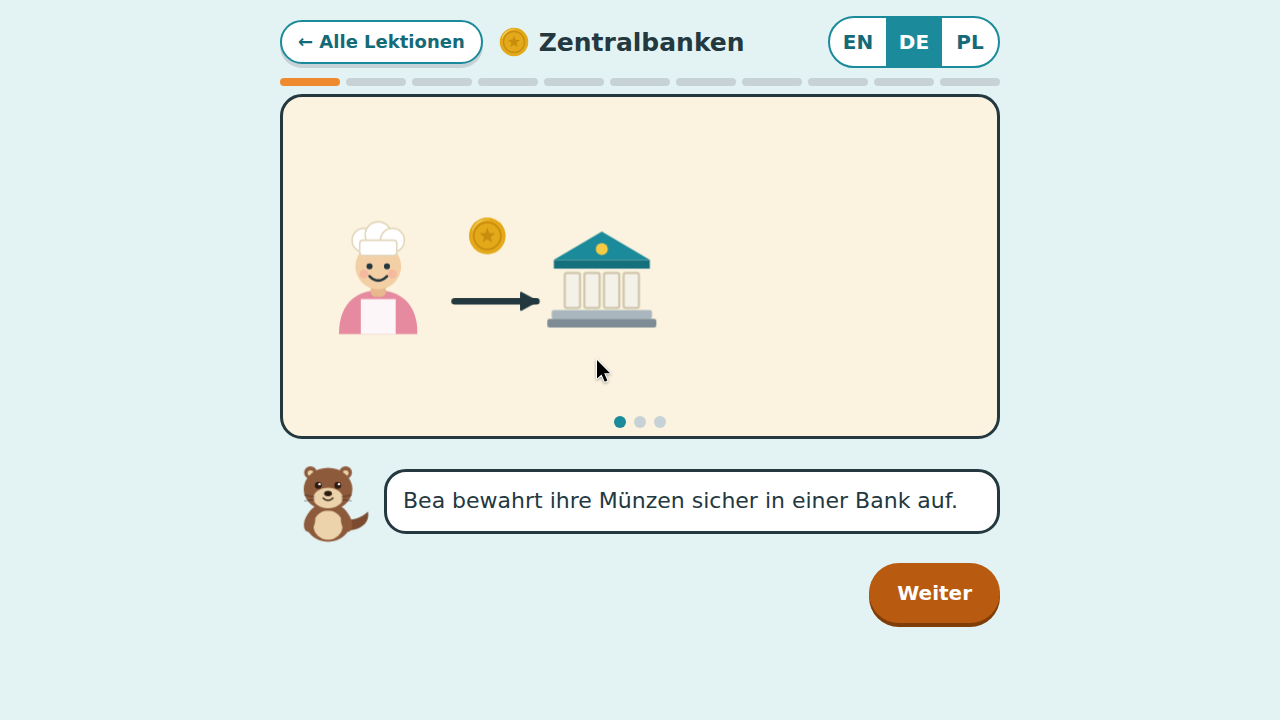 ← Alle Lektionen
Zentralbanken
EN DE PL
Bea bewahrt ihre Münzen sicher in einer Bank auf.
Weiter